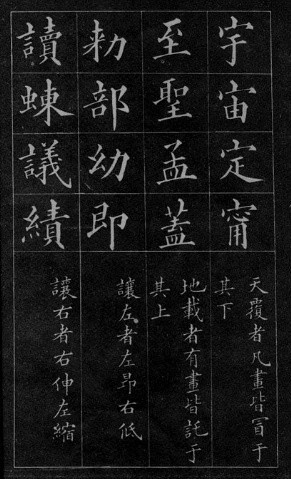 宇宙定甯
天覆者凡畫皆冒于
其下
至聖孟蓋
地載者有畫皆託于
其上
勅部幼即
讓左者左昂右低
讀蝀議績
讓右者右伸左縮